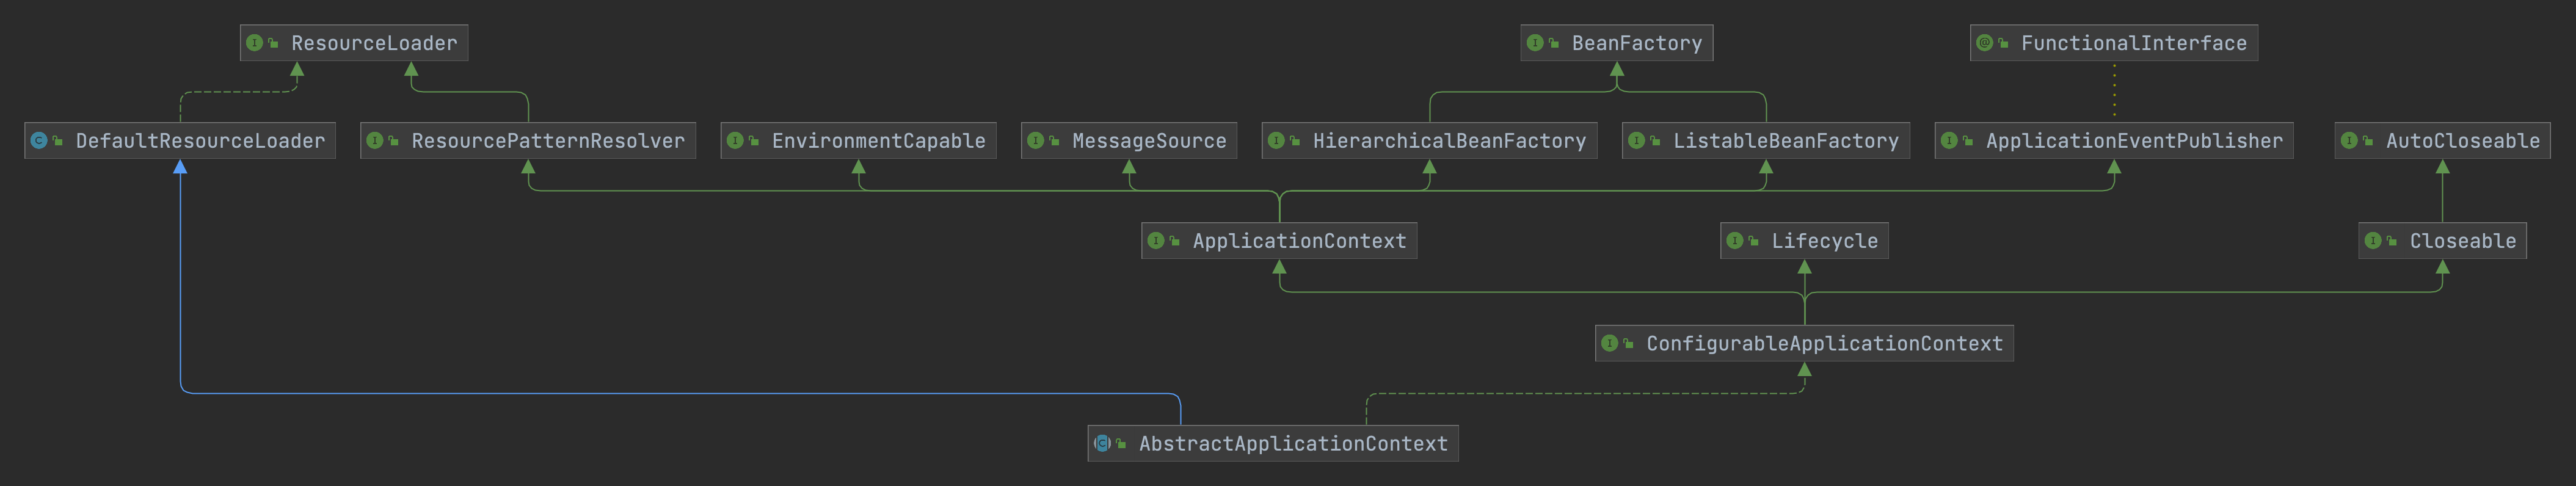 ResourceLoader
BeanFactory
FunctionalInterface
DefaultResourceLoader
ResourcePatternResolver
EnvironmentCapable
MessageSource
HierarchicalBeanFactory
ListableBeanFactory
ApplicationEventPublisher
AutoCloseable
ApplicationContext
Lifecycle
Closeable
ConfigurableApplicationContext
AbstractApplicationContext